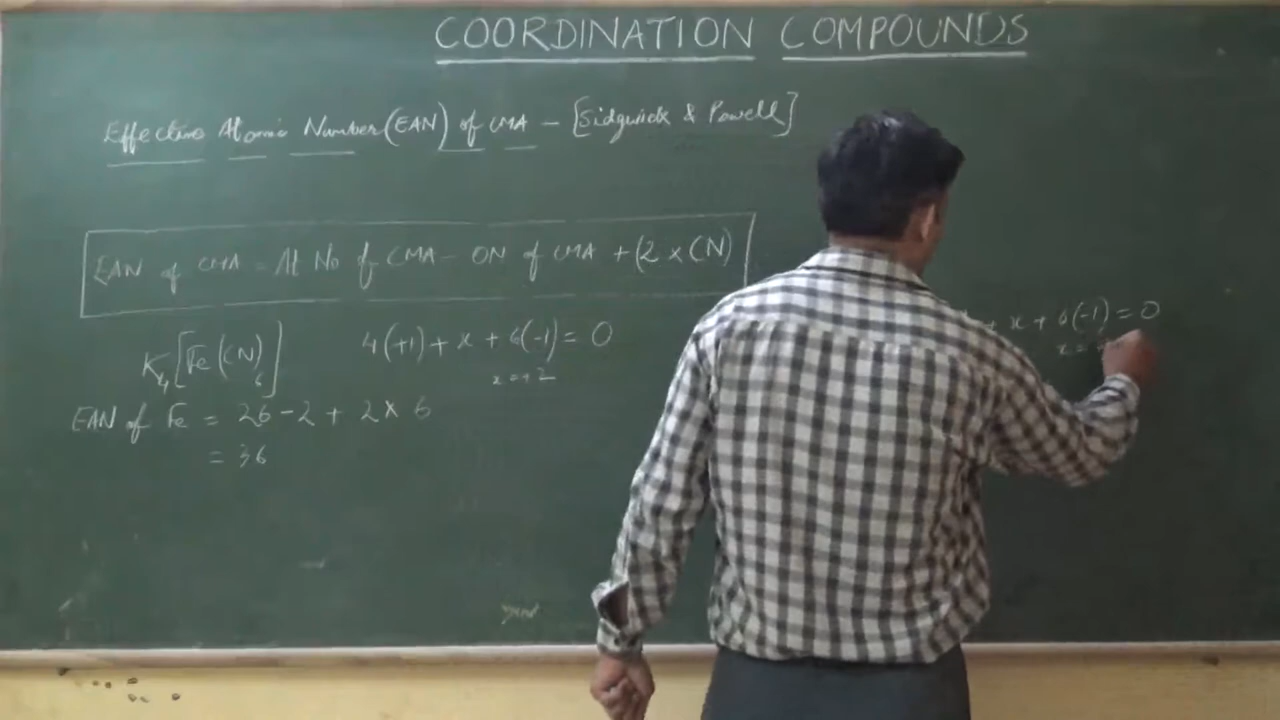 COORDINATION COMPOUNDS
Effective Atomic Number (EAN) of CMA - [Sidgwick & Powell]
EAN of CMA = At No of CMA - ON of CMA + (2 x CN)
K4[Fe(CN)6] 4(+1) + x + 6(-1) = 0
x = +2
EAN of Fe = 26 - 2 + 2 x 6
= 36
+ x + 6(-1) = 0
x =